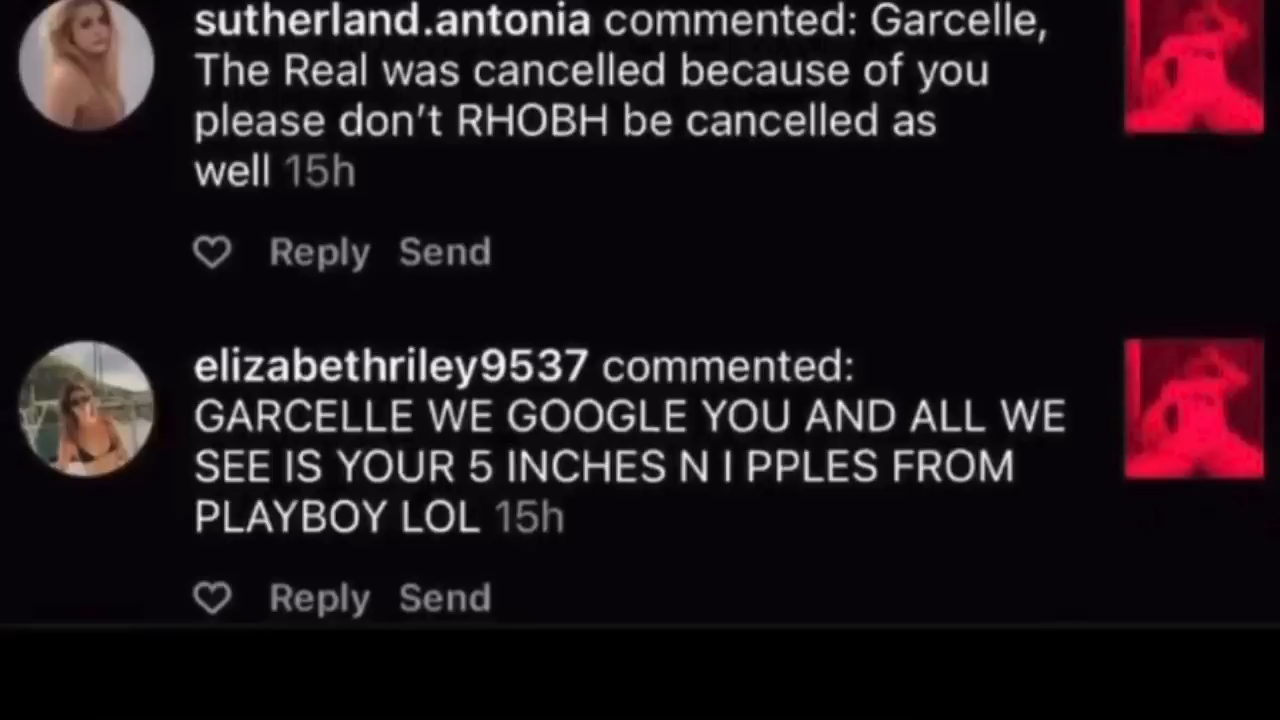 sutherland.antonia commented: Garcelle,
The Real was cancelled because of you
please don’t RHOBH be cancelled as
well 15h
Reply Send
elizabethriley9537 commented:
GARCELLE WE GOOGLE YOU AND ALL WE
SEE IS YOUR 5 INCHES N I PPLES FROM
PLAYBOY LOL 15h
Reply Send